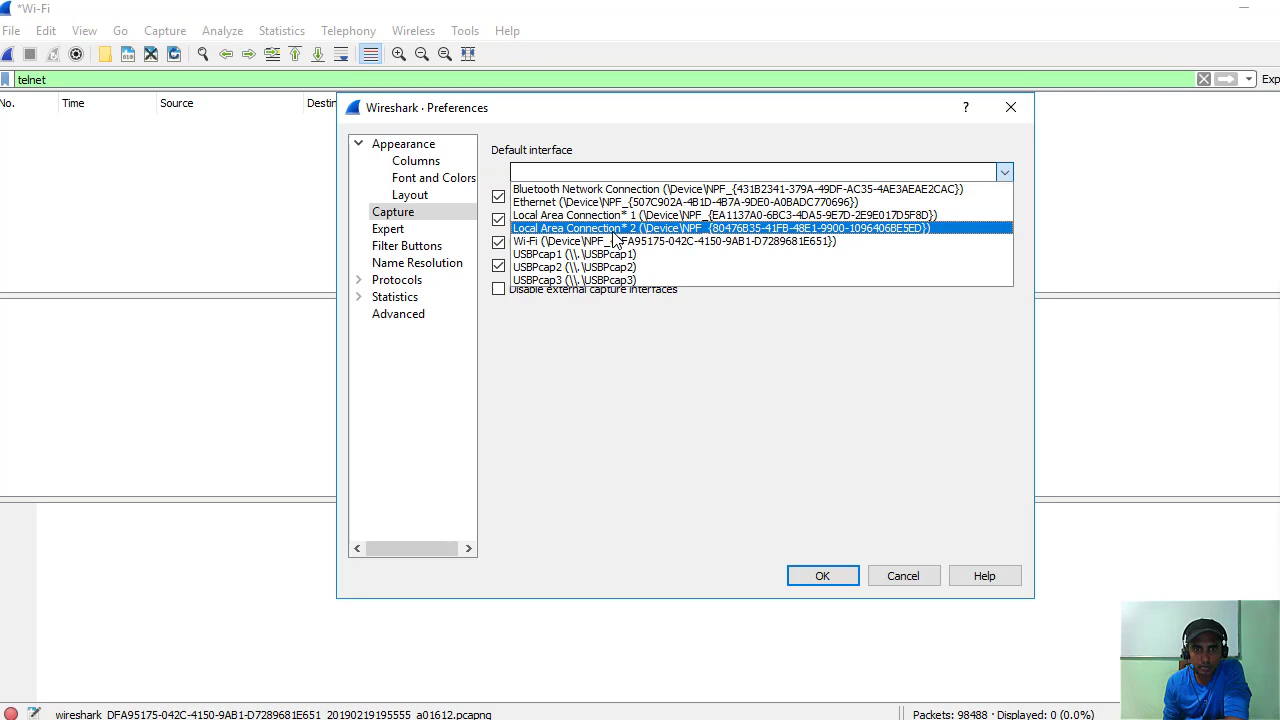 *Wi-Fi
File Edit View Go Capture Analyze Statistics Telephony Wireless Tools Help
telnet
Exp
No. Time Source Destin
Wireshark · Preferences
?
Appearance
Columns
Font and Colors
Layout
Capture
Expert
Filter Buttons
Name Resolution
Protocols
Statistics
Advanced
Default interface
Bluetooth Network Connection (\Device\NPF_{431B2341-379A-49DF-AC35-4AE3AEAE2CAC})
Ethernet (\Device\NPF_{507C902A-4B1D-4B7A-9DE0-A0BADC770696})
Local Area Connection* 1 (\Device\NPF_{EA1137A0-6BC3-4DA5-9E7D-2E9E017D5F8D})
Local Area Connection* 2 (\Device\NPF_{80476B35-41FB-48E1-9900-1096406BE5ED})
Wi-Fi (\Device\NPF_{DFA95175-042C-4150-9AB1-D7289681E651})
USBPcap1 (\\.\USBPcap1)
USBPcap2 (\\.\USBPcap2)
USBPcap3 (\\.\USBPcap3)
Disable external capture interfaces
OK Cancel Help
wireshark_DFA95175-042C-4150-9AB1-D7289681E651_20190219195555_a01612.pcapng
Packets: 98488 · Displayed: 0 (0.0%)